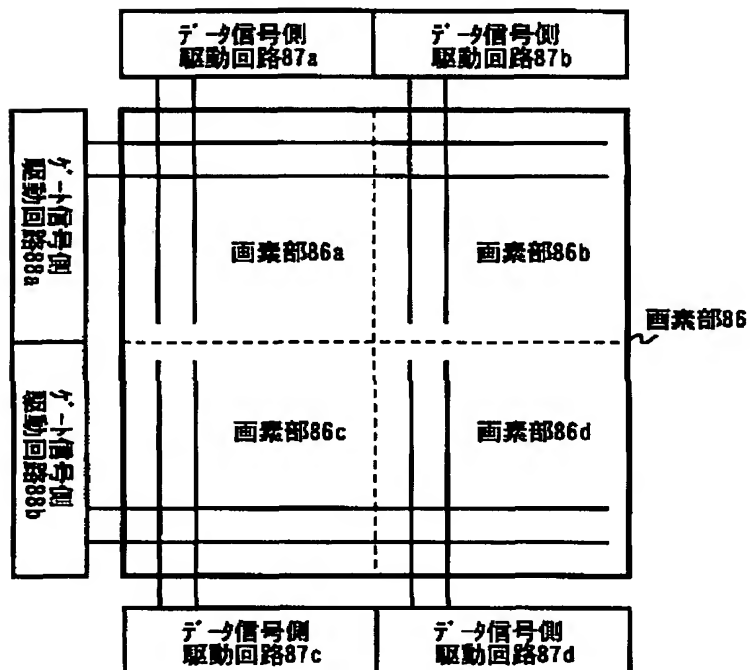 データ信号側
駆動回路87a
データ信号側
駆動回路87b
ゲート信号側
駆動回路88a
画素部86a
画素部86b
画素部86
ゲート信号側
駆動回路88b
画素部86c
画素部86d
データ信号側
駆動回路87c
データ信号側
駆動回路87d